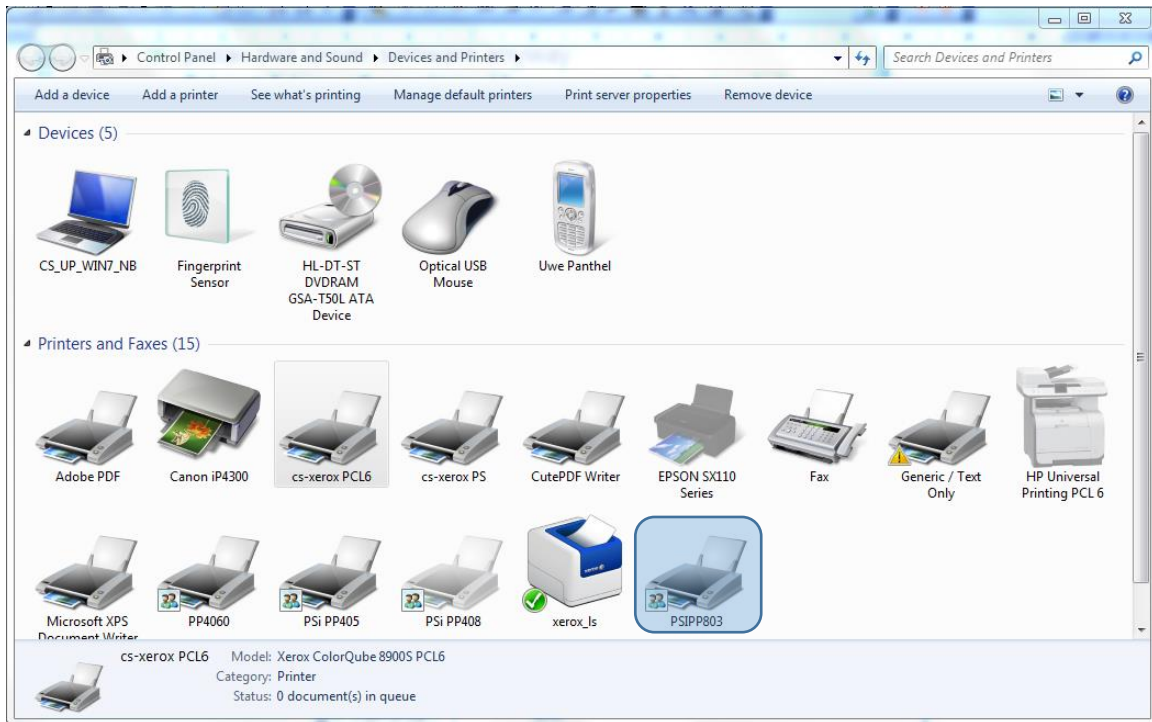 Control Panel ▸ Hardware and Sound ▸ Devices and Printers ▸
Search Devices and Printers
Add a device Add a printer See what's printing Manage default printers Print server properties Remove device
Devices (5)
CS_UP_WIN7_NB
Fingerprint
Sensor
HL-DT-ST
DVDRAM
GSA-T50L ATA
Device
Optical USB
Mouse
Uwe Panthel
Printers and Faxes (15)
Adobe PDF
Canon iP4300
cs-xerox PCL6
cs-xerox PS
CutePDF Writer
EPSON SX110
Series
Fax
Generic / Text
Only
HP Universal
Printing PCL 6
Microsoft XPS
Document Writer
PP4060
PSi PP405
PSi PP408
xerox
xerox_ls
PSIPP803
cs-xerox PCL6 Model: Xerox ColorQube 8900S PCL6
Category: Printer
Status: 0 document(s) in queue